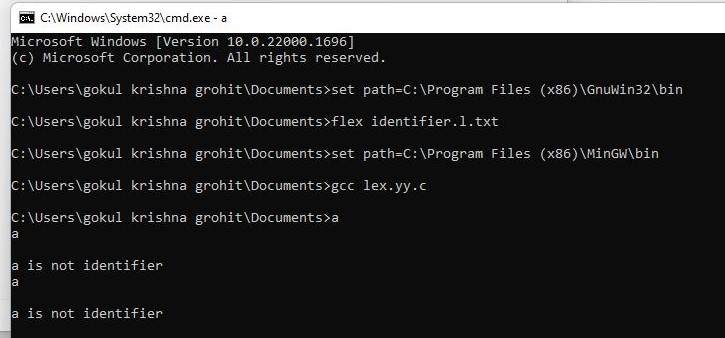 C:\Windows\System32\cmd.exe - a
Microsoft Windows [Version 10.0.22000.1696]
(c) Microsoft Corporation. All rights reserved.
C:\Users\gokul krishna grohit\Documents>set path=C:\Program Files (x86)\GnuWin32\bin
C:\Users\gokul krishna grohit\Documents>flex identifier.l.txt
C:\Users\gokul krishna grohit\Documents>set path=C:\Program Files (x86)\MinGW\bin
C:\Users\gokul krishna grohit\Documents>gcc lex.yy.c
C:\Users\gokul krishna grohit\Documents>a
a
a is not identifier
a
a is not identifier